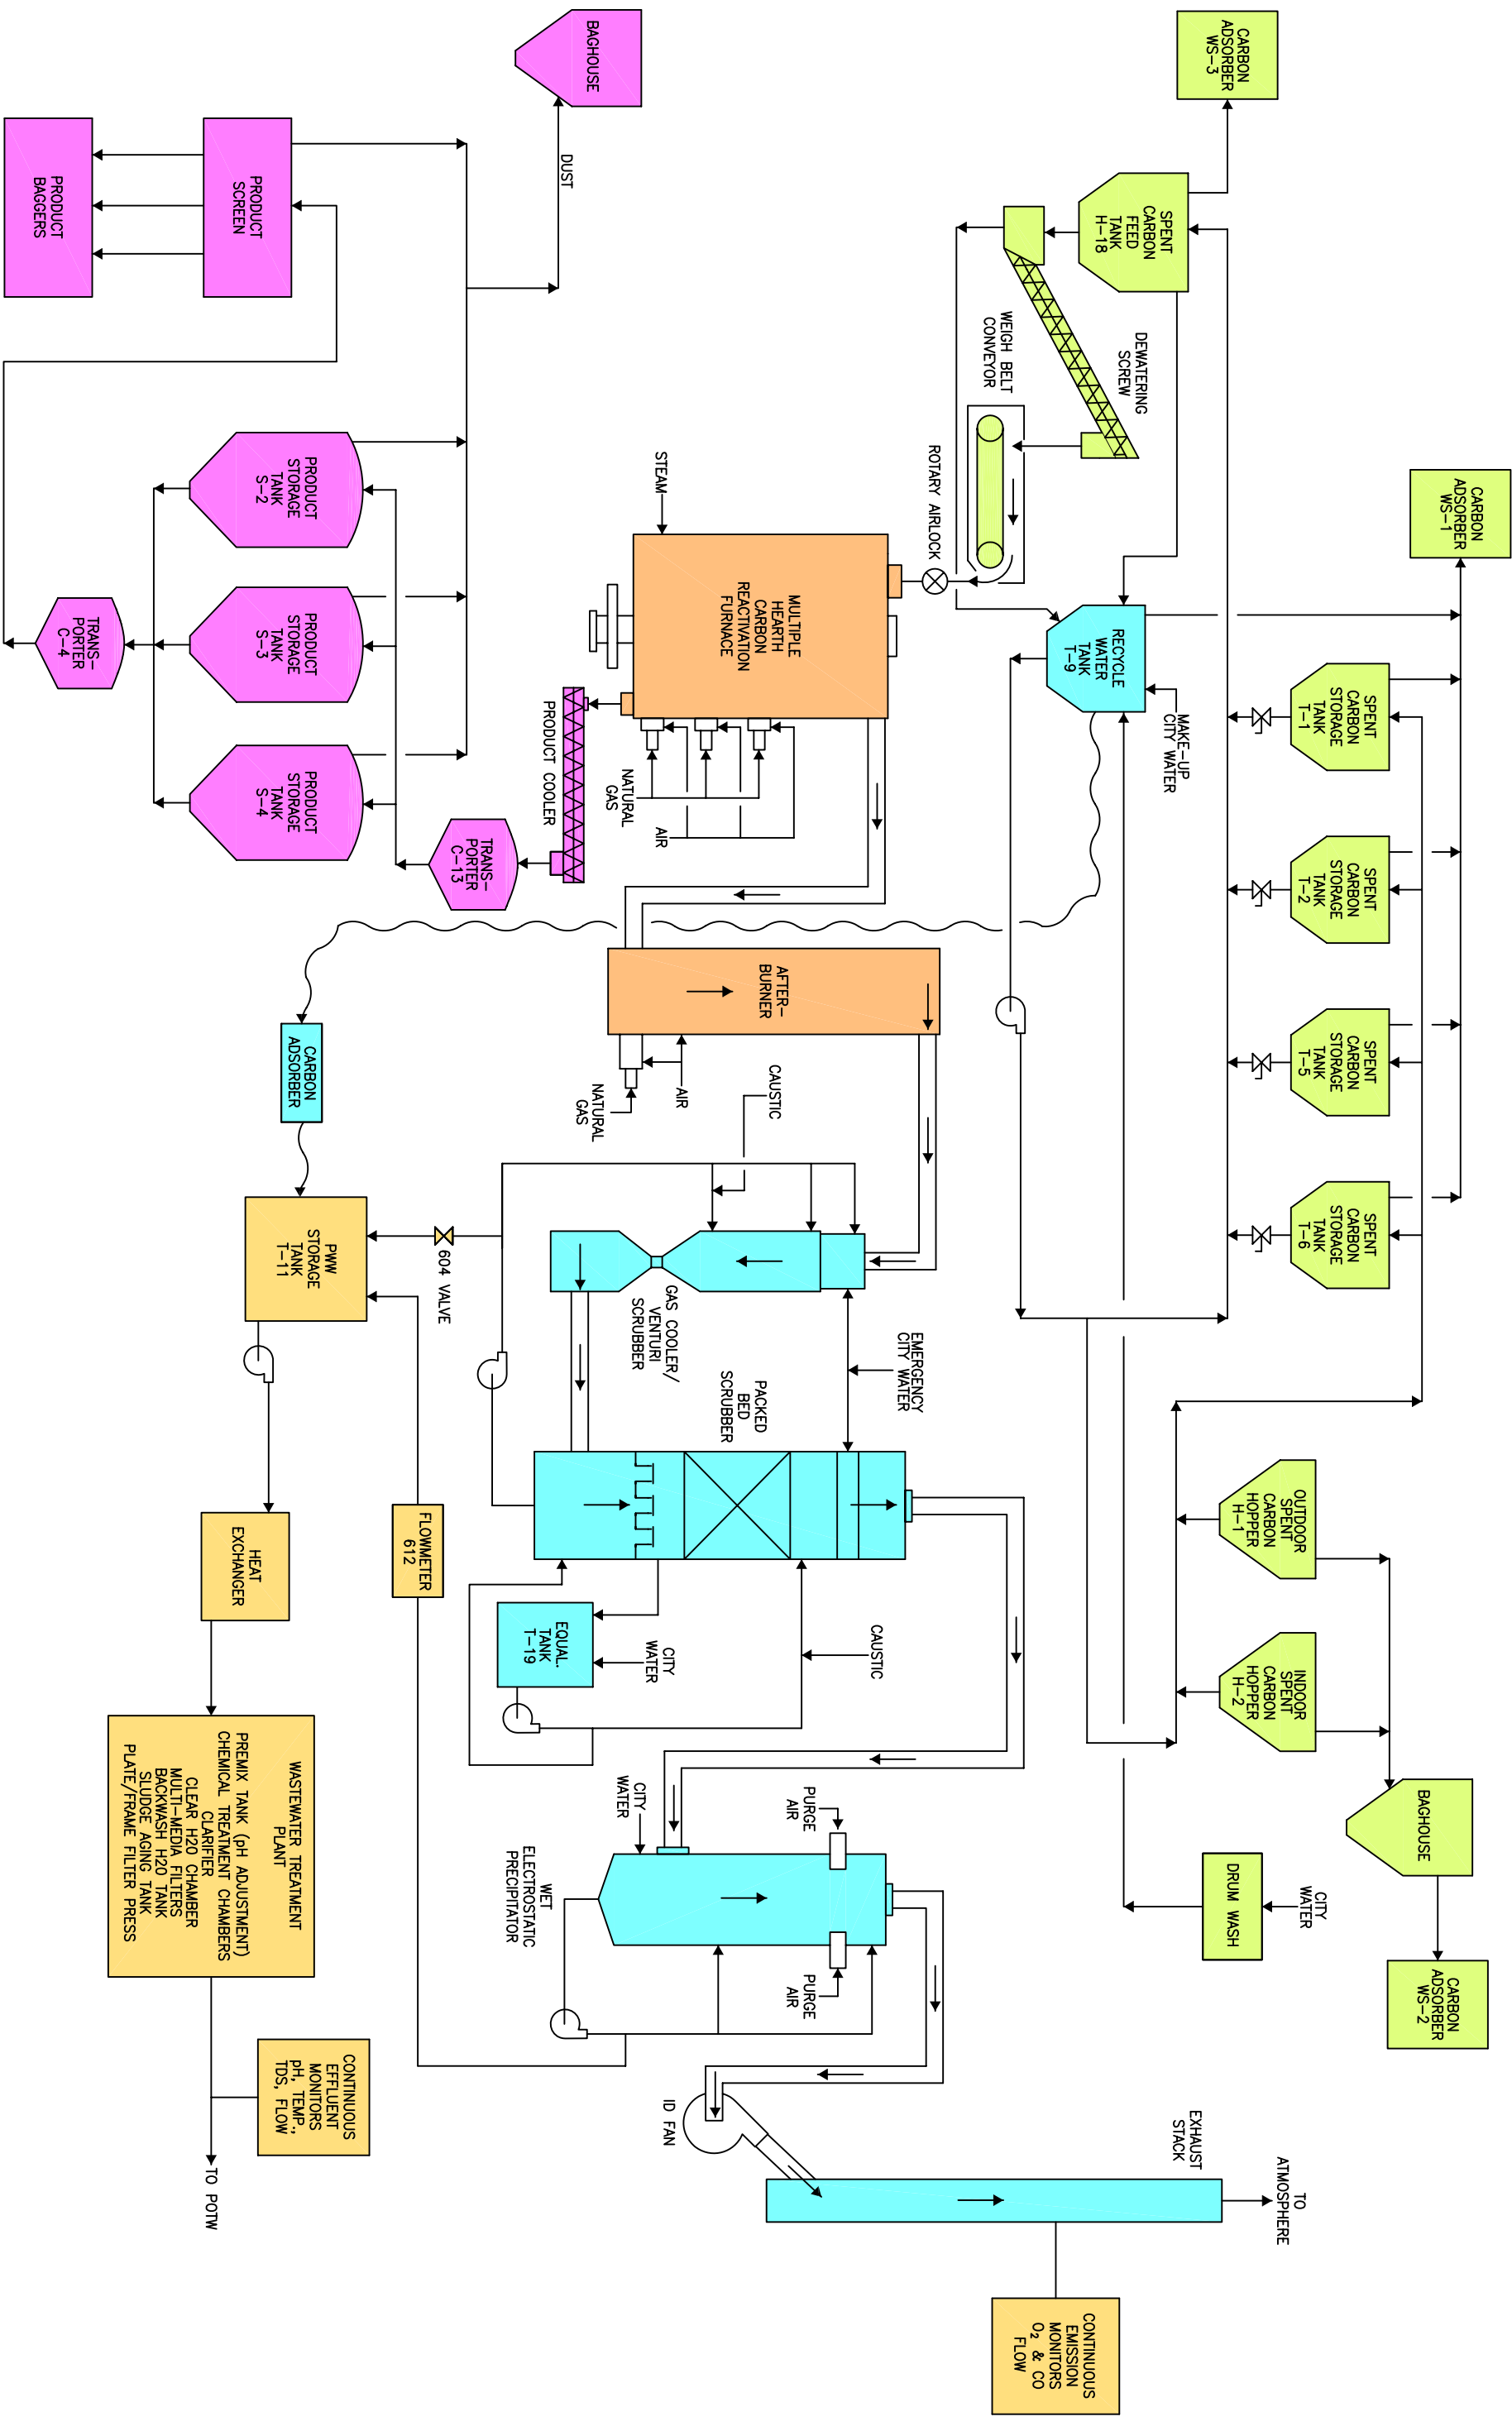 CARBON
ADSORBER
WS-1
CARBON
ADSORBER
WS-2
SPENT
CARBON
STORAGE
TANK
T-1
SPENT
CARBON
STORAGE
TANK
T-2
SPENT
CARBON
STORAGE
TANK
T-5
SPENT
CARBON
STORAGE
TANK
T-6
OUTDOOR
SPENT
CARBON
HOPPER
H-1
INDOOR
SPENT
CARBON
HOPPER
H-2
BAGHOUSE
CITY
WATER
DRUM WASH
CARBON
ADSORBER
WS-3
SPENT
CARBON
FEED
TANK
H-18
DEWATERING
SCREW
WEIGH BELT
CONVEYOR
ROTARY AIRLOCK
MAKE-UP
CITY WATER
RECYCLE
WATER
TANK
T-9
STEAM
MULTIPLE
HEARTH
CARBON
REACTIVATION
FURNACE
NATURAL
GAS
AIR
PRODUCT COOLER
TRANS-
PORTER
C-13
AFTER-
BURNER
AIR
NATURAL
GAS
CAUSTIC
GAS COOLER/
VENTURI
SCRUBBER
EMERGENCY
CITY WATER
PACKED
BED
SCRUBBER
CAUSTIC
CITY
WATER
EQUAL.
TANK
T-19
PURGE
AIR
PURGE
AIR
CITY
WATER
WET
ELECTROSTATIC
PRECIPITATOR
ID FAN
EXHAUST
STACK
TO
ATMOSPHERE
CONTINUOUS
EMISSION
MONITORS
O₂ & CO
FLOW
BAGHOUSE
DUST
PRODUCT
SCREEN
PRODUCT
BAGGERS
PRODUCT
STORAGE
TANK
S-2
PRODUCT
STORAGE
TANK
S-3
PRODUCT
STORAGE
TANK
S-4
TRANS-
PORTER
C-4
CARBON
ADSORBER
PWW
STORAGE
TANK
T-11
604 VALVE
FLOWMETER
612
HEAT
EXCHANGER
WASTEWATER TREATMENT
PLANT
PREMIX TANK (pH ADJUSTMENT)
CHEMICAL TREATMENT CHAMBERS
CLARIFIER
CLEAR H2O CHAMBER
MULTI-MEDIA FILTERS
BACKWASH H2O TANK
SLUDGE AGING TANK
PLATE/FRAME FILTER PRESS
CONTINUOUS
EFFLUENT
MONITORS
pH, TEMP.,
TDS, FLOW
TO POTW